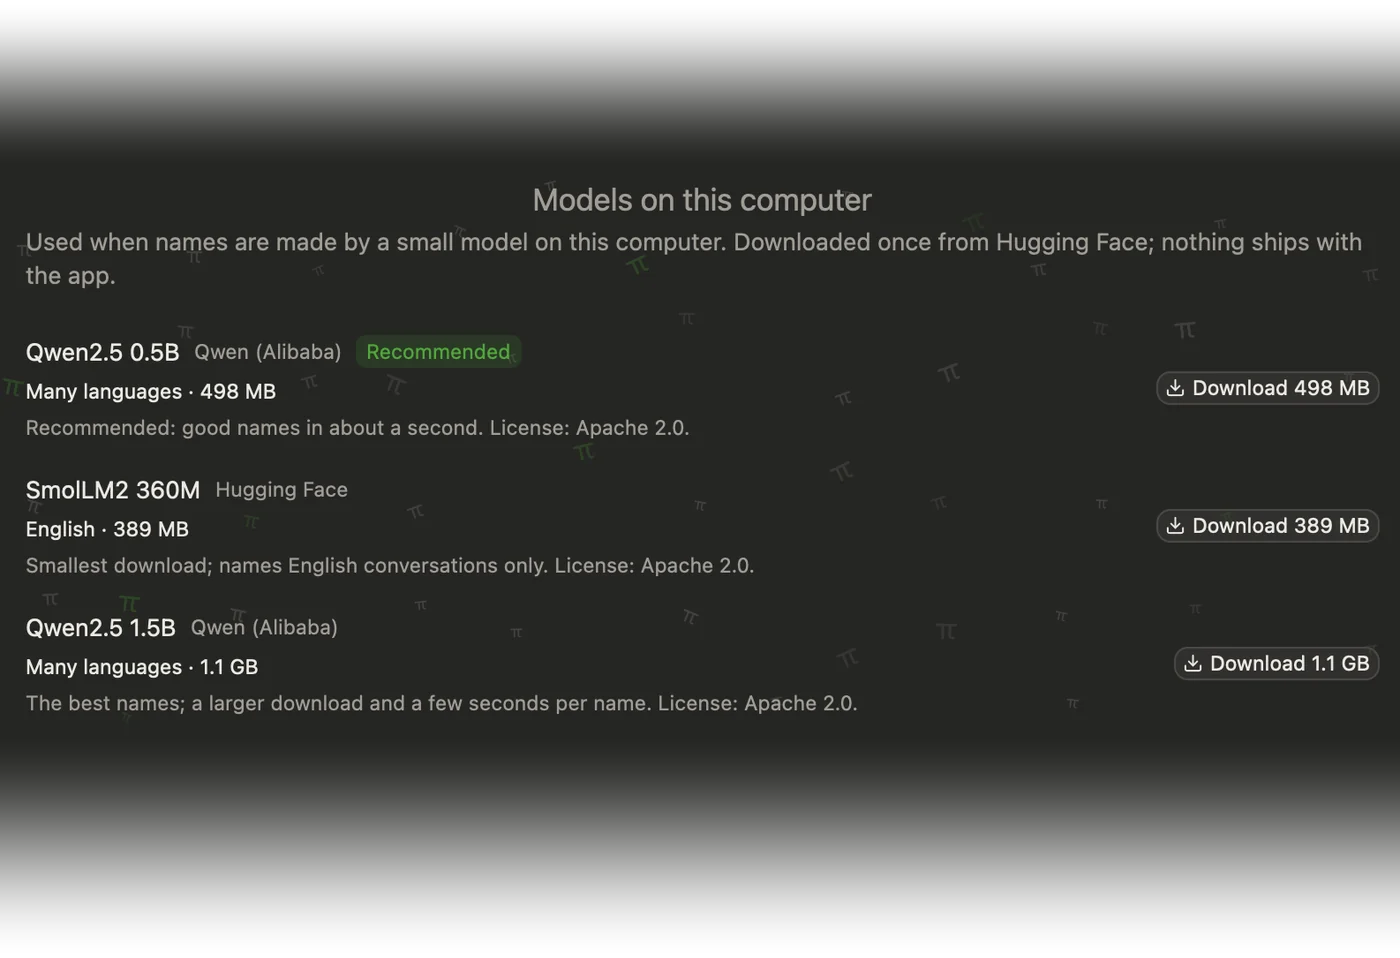 Models on this computer
Used when names are made by a small model on this computer. Downloaded once from Hugging Face; nothing ships with
the app.
Qwen2.5 0.5B Qwen (Alibaba) Recommended
Many languages · 498 MB
Download 498 MB
Recommended: good names in about a second. License: Apache 2.0.
SmolLM2 360M Hugging Face
English · 389 MB
Download 389 MB
Smallest download; names English conversations only. License: Apache 2.0.
Qwen2.5 1.5B Qwen (Alibaba)
Many languages · 1.1 GB
Download 1.1 GB
The best names; a larger download and a few seconds per name. License: Apache 2.0.